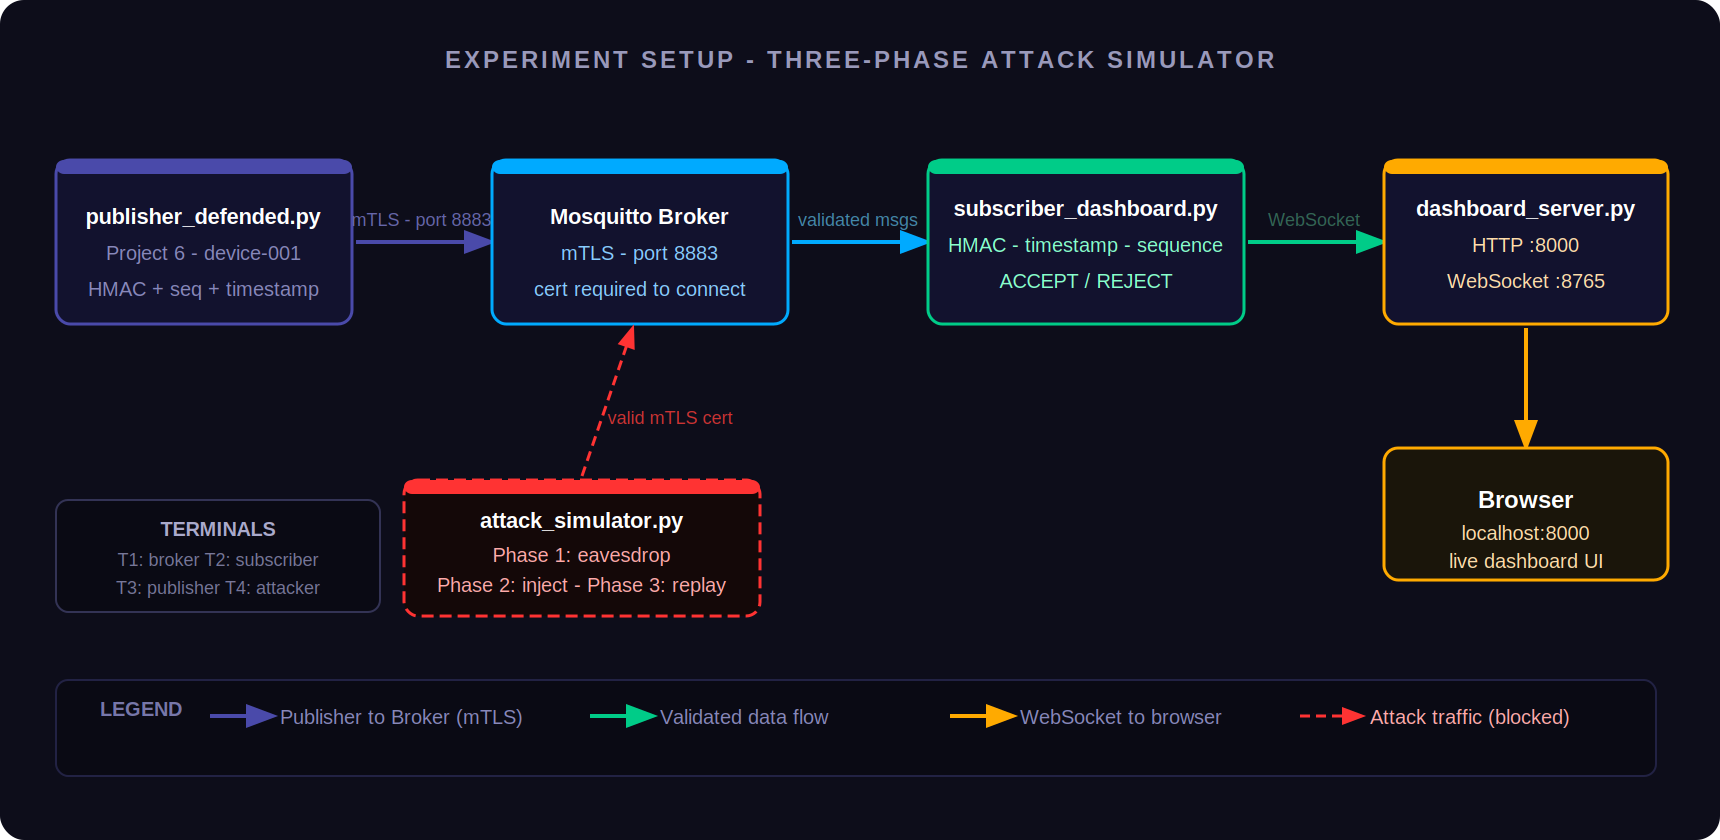 EXPERIMENT SETUP - THREE-PHASE ATTACK SIMULATOR
publisher_defended.py
Project 6 - device-001
HMAC + seq + timestamp
mTLS - port 8883
Mosquitto Broker
mTLS - port 8883
cert required to connect
validated msgs
subscriber_dashboard.py
HMAC - timestamp - sequence
ACCEPT / REJECT
WebSocket
dashboard_server.py
HTTP :8000
WebSocket :8765
valid mTLS cert
TERMINALS
T1: broker T2: subscriber
T3: publisher T4: attacker
attack_simulator.py
Phase 1: eavesdrop
Phase 2: inject - Phase 3: replay
Browser
localhost:8000
live dashboard UI
LEGEND
Publisher to Broker (mTLS)
Validated data flow
WebSocket to browser
Attack traffic (blocked)